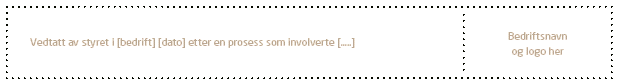 Vedtatt av styret i [bedrift] [dato] etter en prosess som involverte [.....]
Bedriftsnavn
og logo her